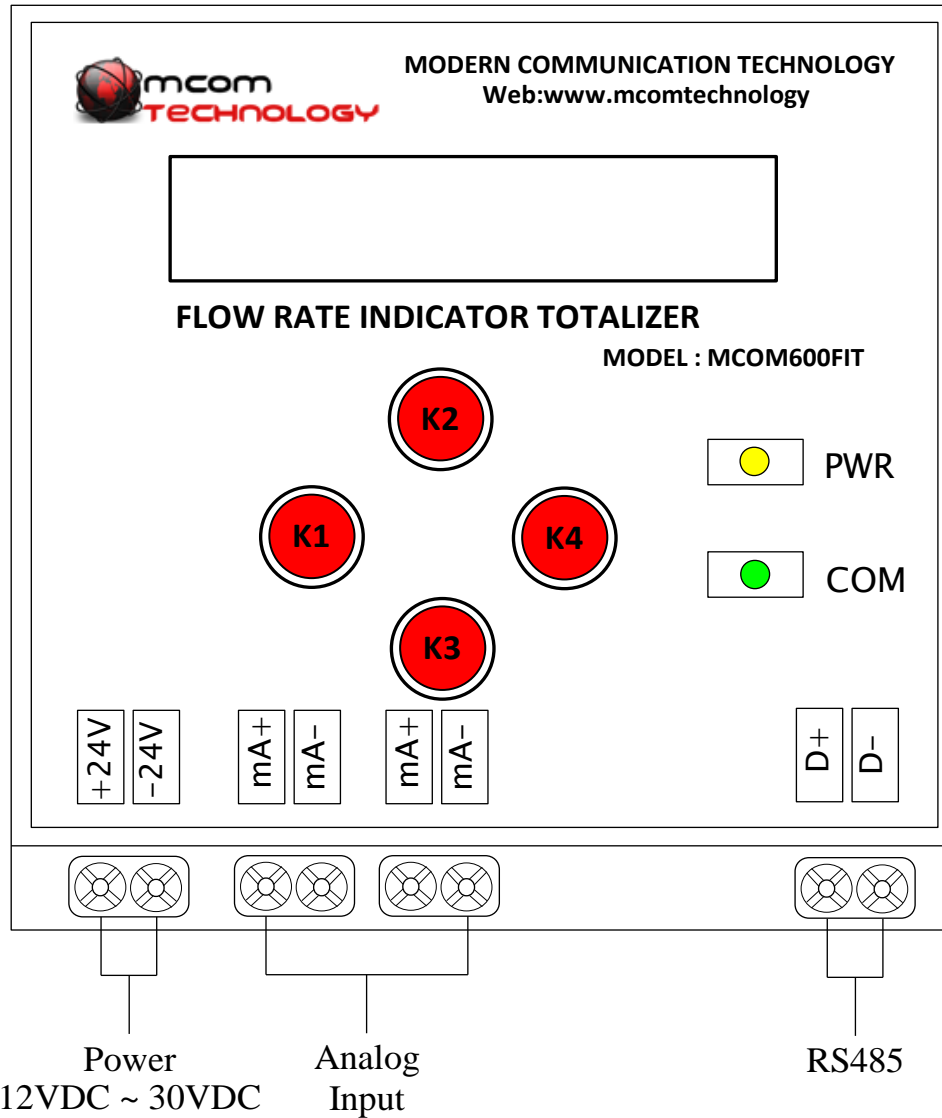 mcom
TECHNOLOGY
MODERN COMMUNICATION TECHNOLOGY
Web:www.mcomtechnology
FLOW RATE INDICATOR TOTALIZER
MODEL : MCOM600FIT
K2
K1
K4
K3
PWR
COM
+24V
-24V
mA+
mA-
mA+
mA-
D+
D-
Power
12VDC ~ 30VDC
Analog
Input
RS485